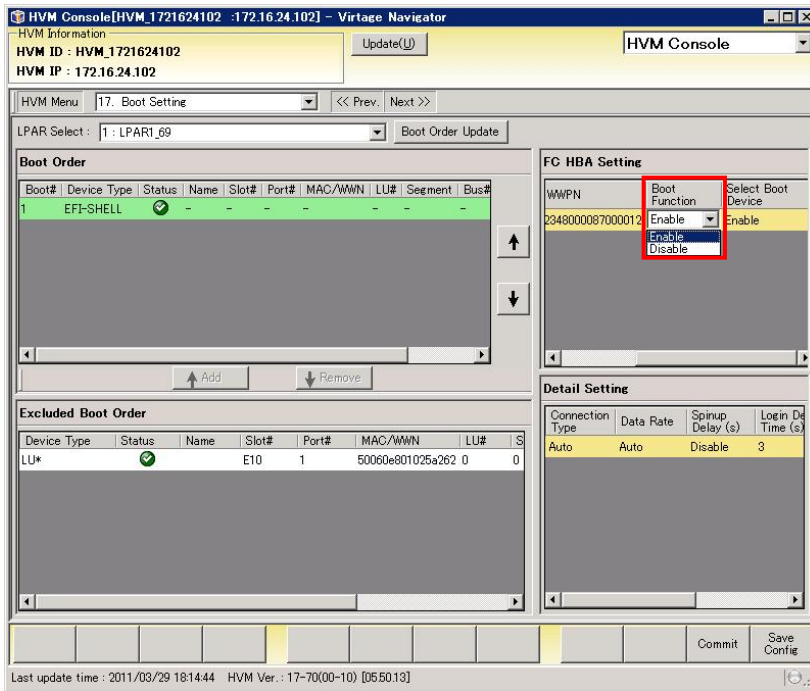 HVM Console[HVM_1721624102 :172.16.24.102] - Virtage Navigator
HVM Information
HVM ID : HVM_1721624102
HVM IP : 172.16.24.102
Update(U)
HVM Console
HVM Menu 17. Boot Setting << Prev. Next >>
LPAR Select : 1 : LPAR1_69 Boot Order Update
Boot Order
Boot# Device Type Status Name Slot# Port# MAC/WWN LU# Segment Bus#
1 EFI-SHELL - - - - - - -
Add Remove
Excluded Boot Order
Device Type Status Name Slot# Port# MAC/WWN LU# S
LU* E10 1 50060e801025a262 0 0
FC HBA Setting
WWPN Boot Function Select Boot Device
2348000087000012 Enable Enable
Enable
Disable
Detail Setting
Connection Type Data Rate Spinup Delay (s) Login De Time (s)
Auto Auto Disable 3
Commit Save Config
Last update time : 2011/03/29 18:14:44 HVM Ver. : 17-70(00-10) [05.50.13]